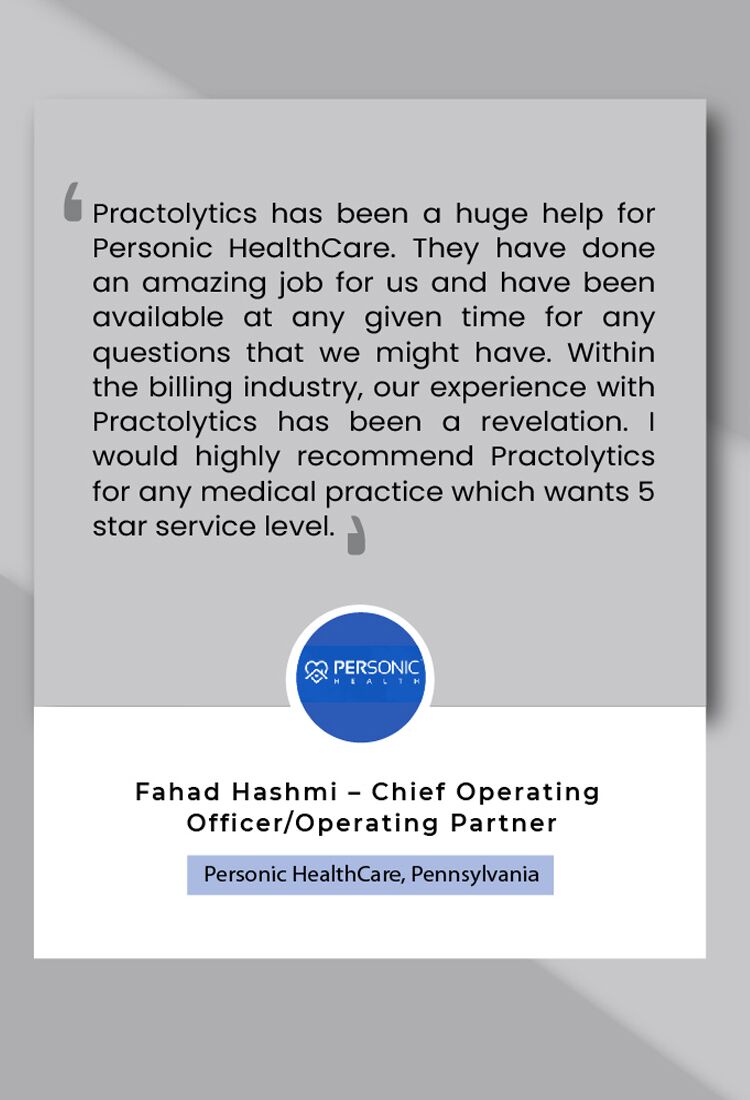 Practolytics has been a huge help for
Personic HealthCare. They have done
an amazing job for us and have been
available at any given time for any
questions that we might have. Within
the billing industry, our experience with
Practolytics has been a revelation. I
would highly recommend Practolytics
for any medical practice which wants 5
star service level.
PERSONIC
HEALTH
Fahad Hashmi – Chief Operating
Officer/Operating Partner
Personic HealthCare, Pennsylvania